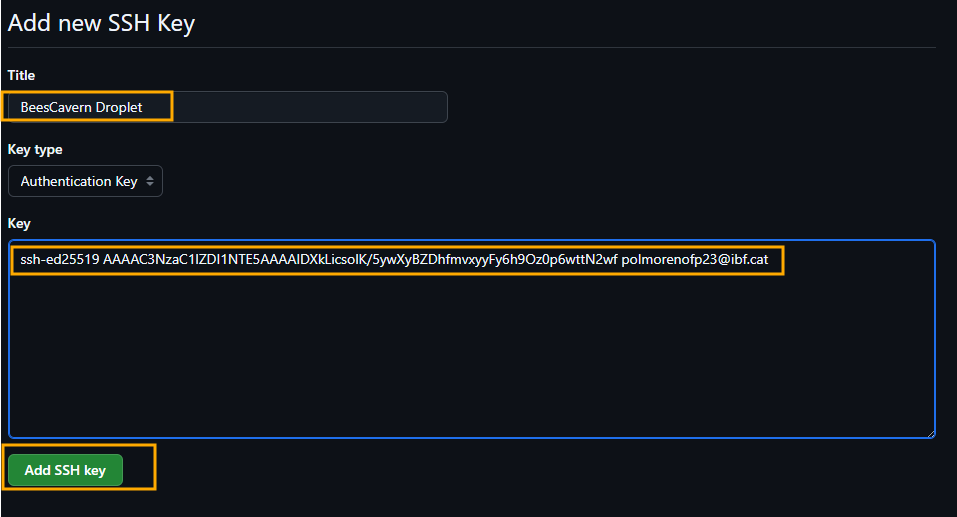 Add new SSH Key
Title
BeesCavern Droplet
Key type
Authentication Key
Key
ssh-ed25519 AAAAC3NzaC1lZDI1NTE5AAAAIDXkLicsoIK/5ywXyBZDhfmvxyyFy6h9Oz0p6wttN2wf polmorenofp23@ibf.cat
Add SSH key